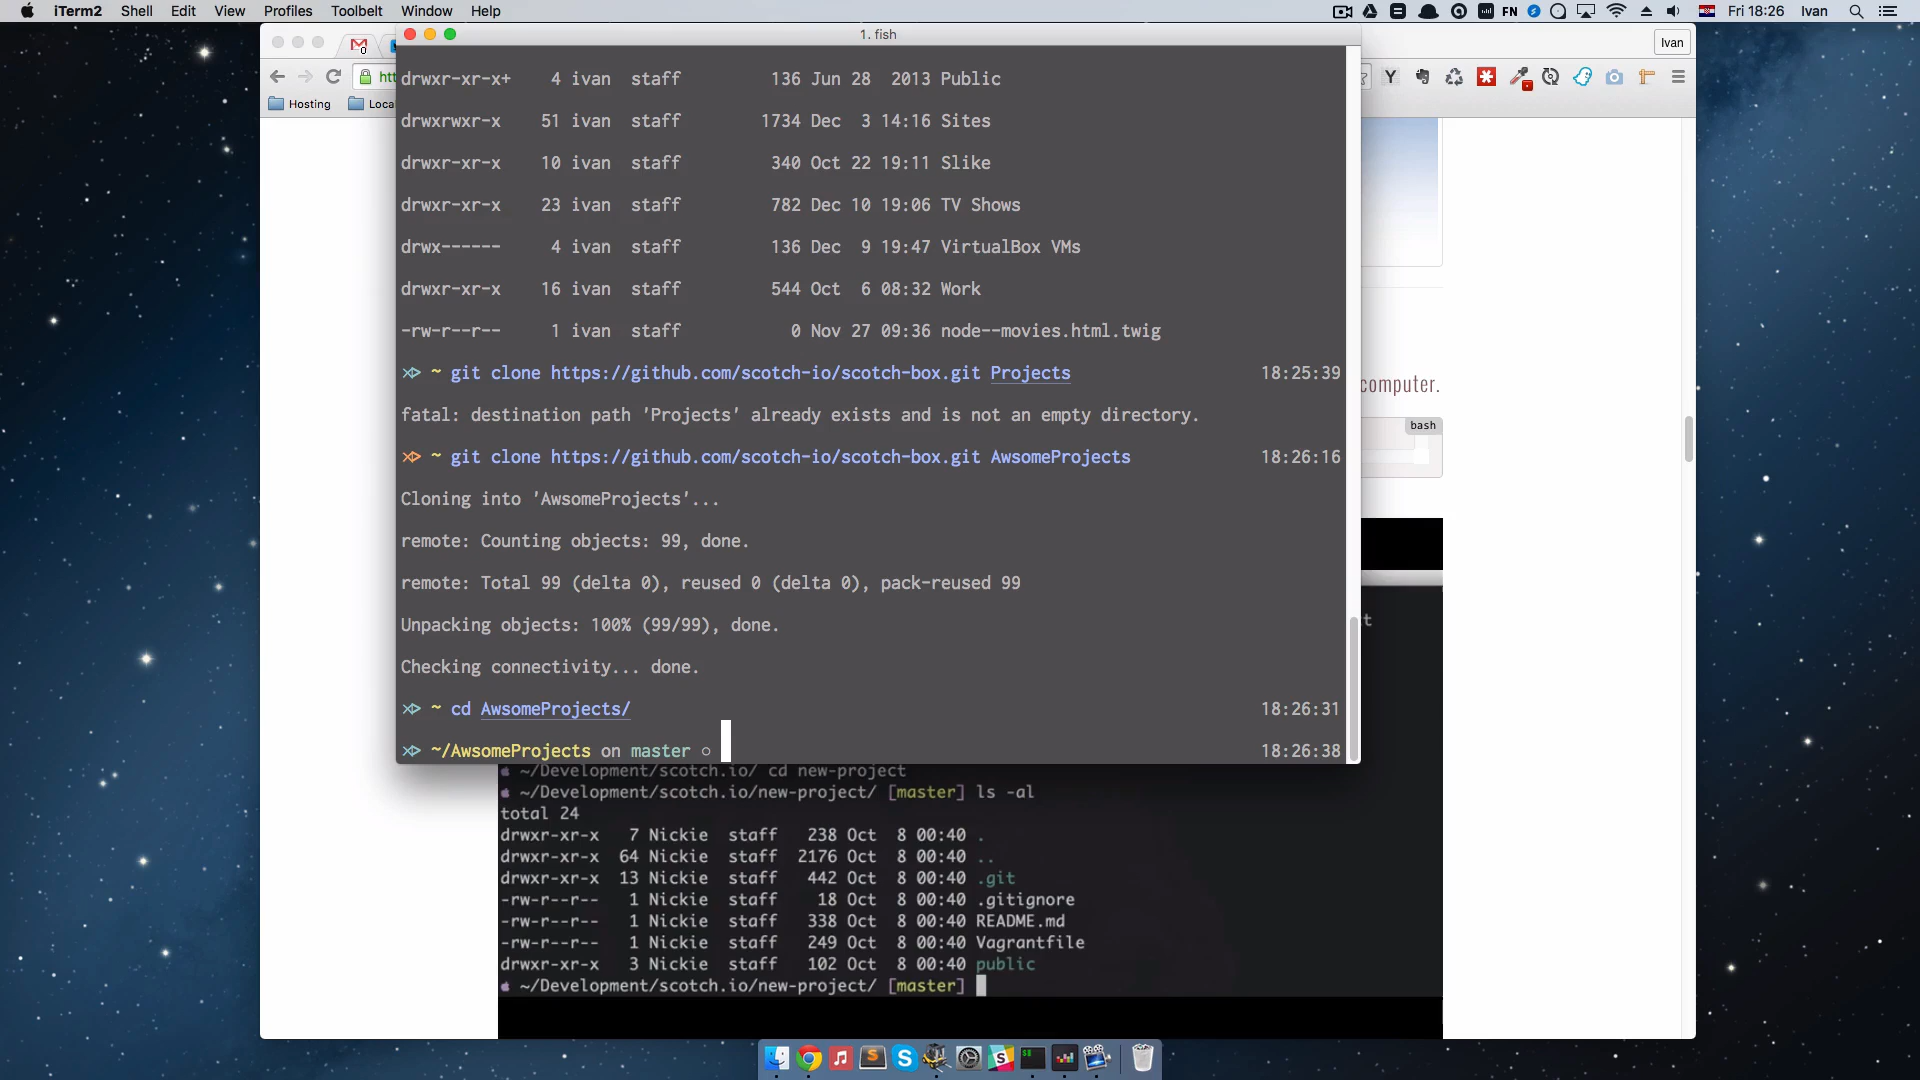 iTerm2 Shell Edit View Profiles Toolbelt Window Help FN Fri 18:26 Ivan
1. fish
Ivan
0
htt
Y
Hosting Loca
drwxr-xr-x+ 4 ivan staff 136 Jun 28 2013 Public
drwxrwxr-x 51 ivan staff 1734 Dec 3 14:16 Sites
drwxr-xr-x 10 ivan staff 340 Oct 22 19:11 Slike
drwxr-xr-x 23 ivan staff 782 Dec 10 19:06 TV Shows
drwx------ 4 ivan staff 136 Dec 9 19:47 VirtualBox VMs
drwxr-xr-x 16 ivan staff 544 Oct 6 08:32 Work
-rw-r--r-- 1 ivan staff 0 Nov 27 09:36 node--movies.html.twig
~ git clone https://github.com/scotch-io/scotch-box.git Projects 18:25:39
computer.
fatal: destination path 'Projects' already exists and is not an empty directory.
bash
~ git clone https://github.com/scotch-io/scotch-box.git AwsomeProjects 18:26:16
Cloning into 'AwsomeProjects'...
remote: Counting objects: 99, done.
remote: Total 99 (delta 0), reused 0 (delta 0), pack-reused 99
Unpacking objects: 100% (99/99), done.
Checking connectivity... done.
~ cd AwsomeProjects/ 18:26:31
~/AwsomeProjects on master ○ 18:26:38
~/Development/scotch.io/ cd new-project
~/Development/scotch.io/new-project/ [master] ls -al
total 24
drwxr-xr-x 7 Nickie staff 238 Oct 8 00:40 .
drwxr-xr-x 64 Nickie staff 2176 Oct 8 00:40 ..
drwxr-xr-x 13 Nickie staff 442 Oct 8 00:40 .git
-rw-r--r-- 1 Nickie staff 18 Oct 8 00:40 .gitignore
-rw-r--r-- 1 Nickie staff 338 Oct 8 00:40 README.md
-rw-r--r-- 1 Nickie staff 249 Oct 8 00:40 Vagrantfile
drwxr-xr-x 3 Nickie staff 102 Oct 8 00:40 public
~/Development/scotch.io/new-project/ [master]